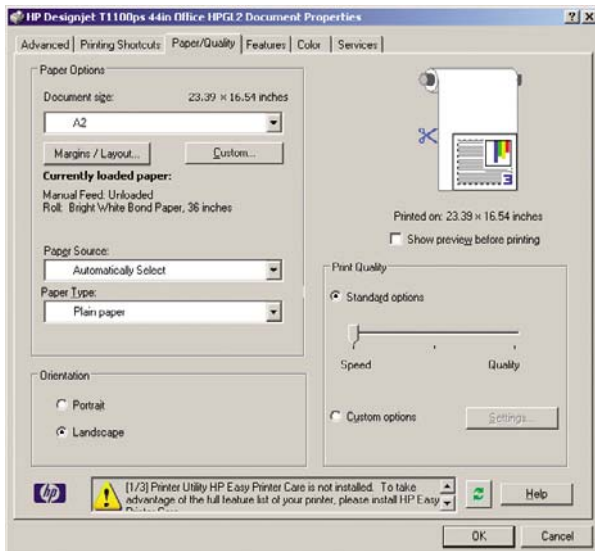 HP Designjet T1100ps 44in Office HPGL2 Document Properties
Advanced Printing Shortcuts Paper/Quality Features Color Services
Paper Options
Document size: 23.39 × 16.54 inches
A2
Margins / Layout... Custom...
Currently loaded paper:
Manual Feed: Unloaded
Roll: Bright White Bond Paper, 36 inches
Paper Source:
Automatically Select
Paper Type:
Plain paper
Orientation
Portrait
Landscape
3
Printed on: 23.39 × 16.54 inches
Show preview before printing
Print Quality
Standard options
Speed Quality
Custom options Settings...
hp
[1/3] Printer Utility HP Easy Printer Care is not installed. To take
advantage of the full feature list of your printer, please install HP Easy
Help
OK Cancel